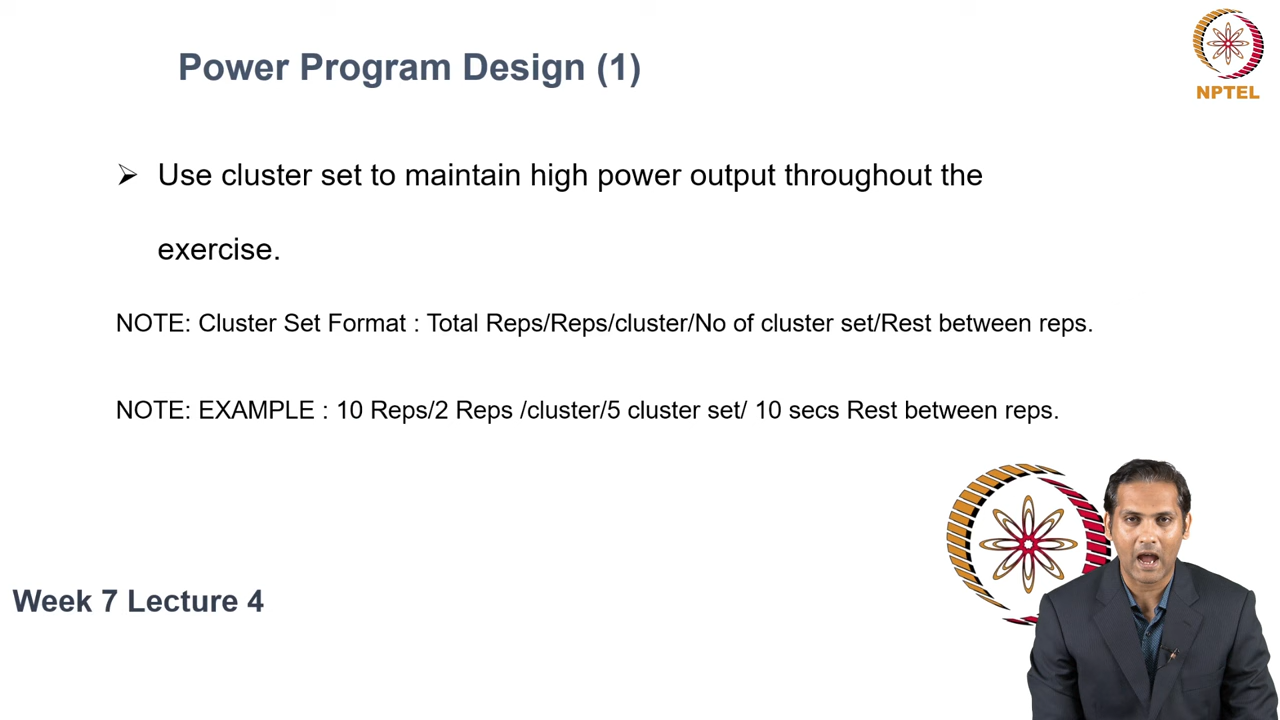 Power Program Design (1)
NPTEL
➢ Use cluster set to maintain high power output throughout the
exercise.
NOTE: Cluster Set Format : Total Reps/Reps/cluster/No of cluster set/Rest between reps.
NOTE: EXAMPLE : 10 Reps/2 Reps /cluster/5 cluster set/ 10 secs Rest between reps.
Week 7 Lecture 4